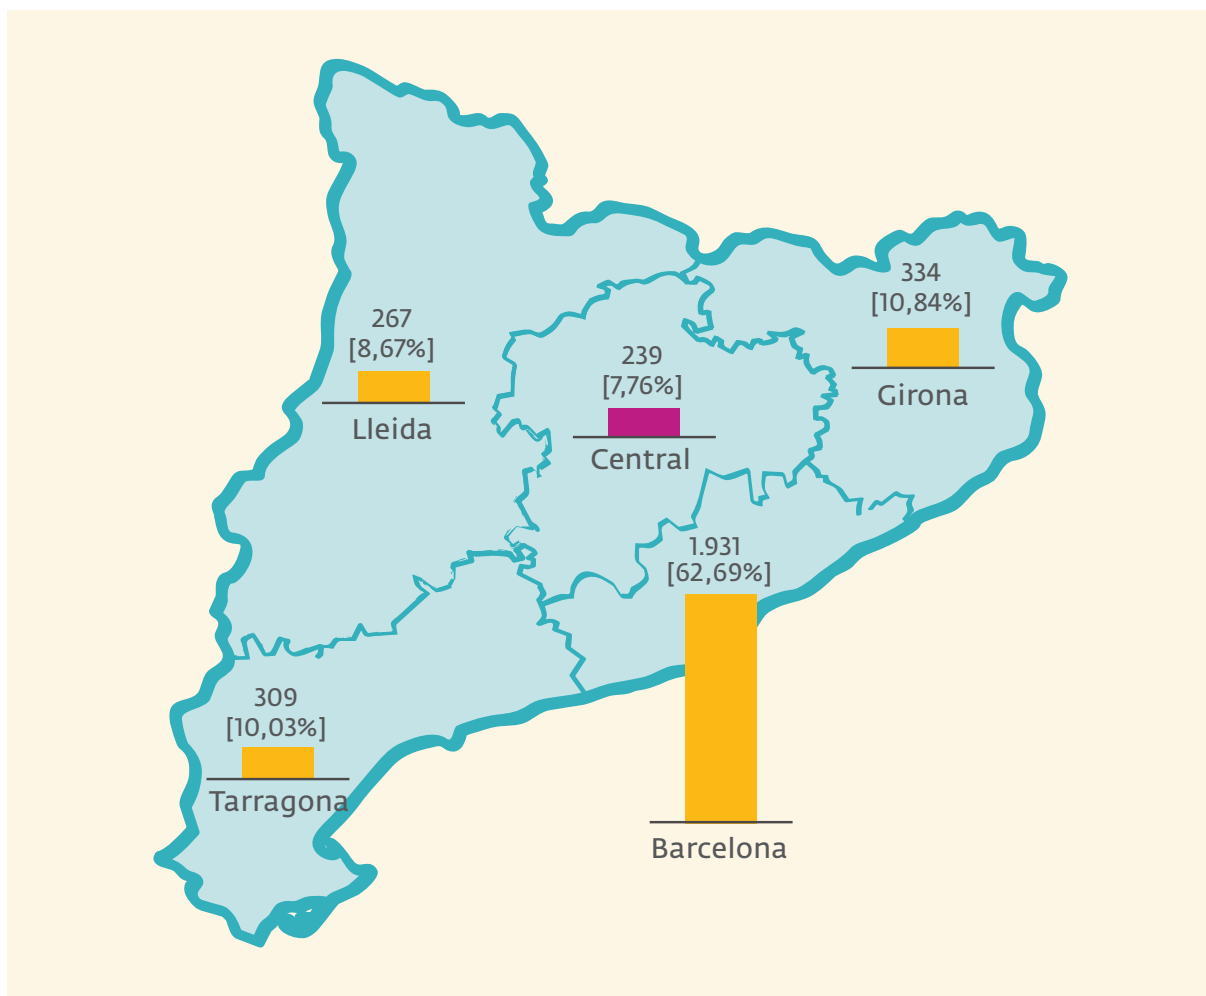 334
[10,84%]
Girona
267
[8,67%]
Lleida
239
[7,76%]
Central
1.931
[62,69%]
Barcelona
309
[10,03%]
Tarragona